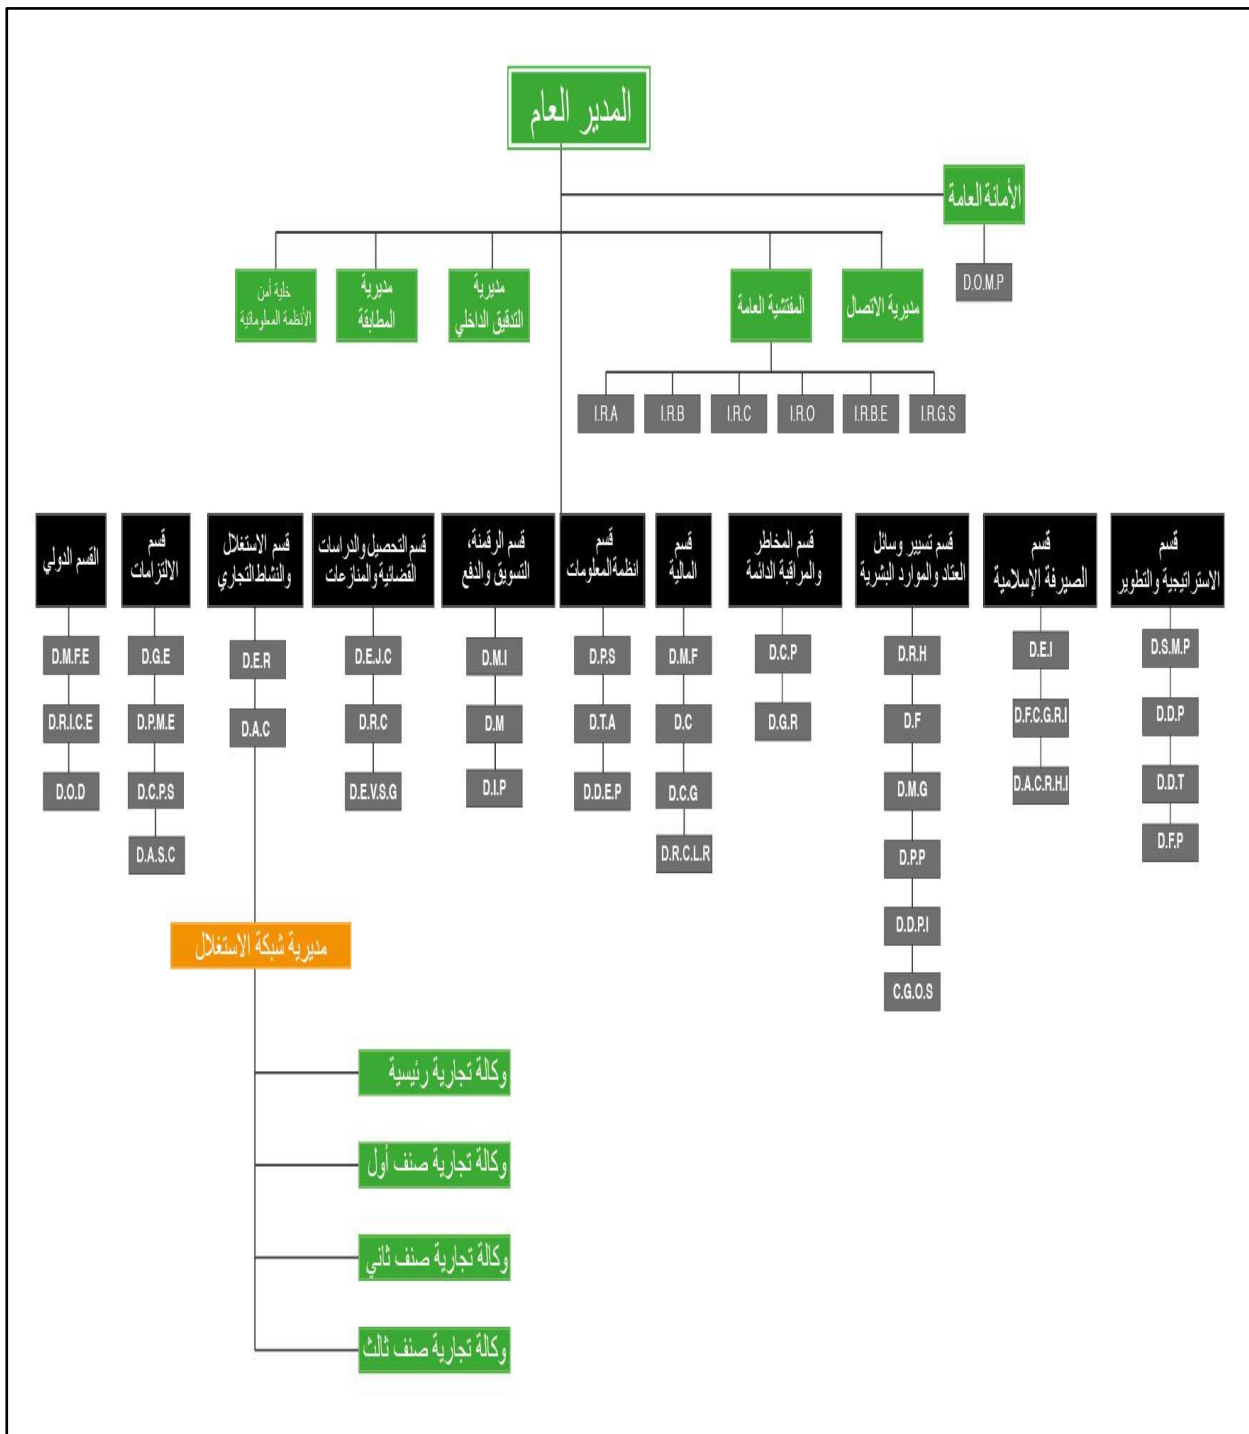 المدير العام
الأمانة العامة
D.O.M.P
مديرية الاتصال
المفتشية العامة
مديرية
التدقيق الداخلي
مديرية
المطابقة
خلية أمن
الأنظمة المعلوماتية
I.R.A
I.R.B
I.R.C
I.R.O
I.R.B.E
I.R.G.S
قسم
الاستراتيجية والتطوير
D.S.M.P
D.D.P
D.D.T
D.F.P
قسم
الصيرفة الإسلامية
D.E.I
D.F.C.G.R.I
D.A.C.R.H.I
قسم تسيير وسائل
العتاد والموارد البشرية
D.R.H
D.F
D.M.G
D.P.P
D.D.P.I
C.G.O.S
قسم المخاطر
والمراقبة الدائمة
D.C.P
D.G.R
قسم
المالية
D.M.F
D.C
D.C.G
D.R.C.L.R
قسم
انظمة المعلومات
D.P.S
D.T.A
D.D.E.P
قسم الرقمنة،
التسويق والدفع
D.M.I
D.M
D.I.P
قسم التحصيل والدراسات
القضائية والمنازعات
D.E.J.C
D.R.C
D.E.V.S.G
قسم الاستغلال
والنشاط التجاري
D.E.R
D.A.C
قسم
الالتزامات
D.G.E
D.P.M.E
D.C.P.S
D.A.S.C
القسم الدولي
D.M.F.E
D.R.I.C.E
D.O.D
مديرية شبكة الاستغلال
وكالة تجارية رئيسية
وكالة تجارية صنف أول
وكالة تجارية صنف ثاني
وكالة تجارية صنف ثالث